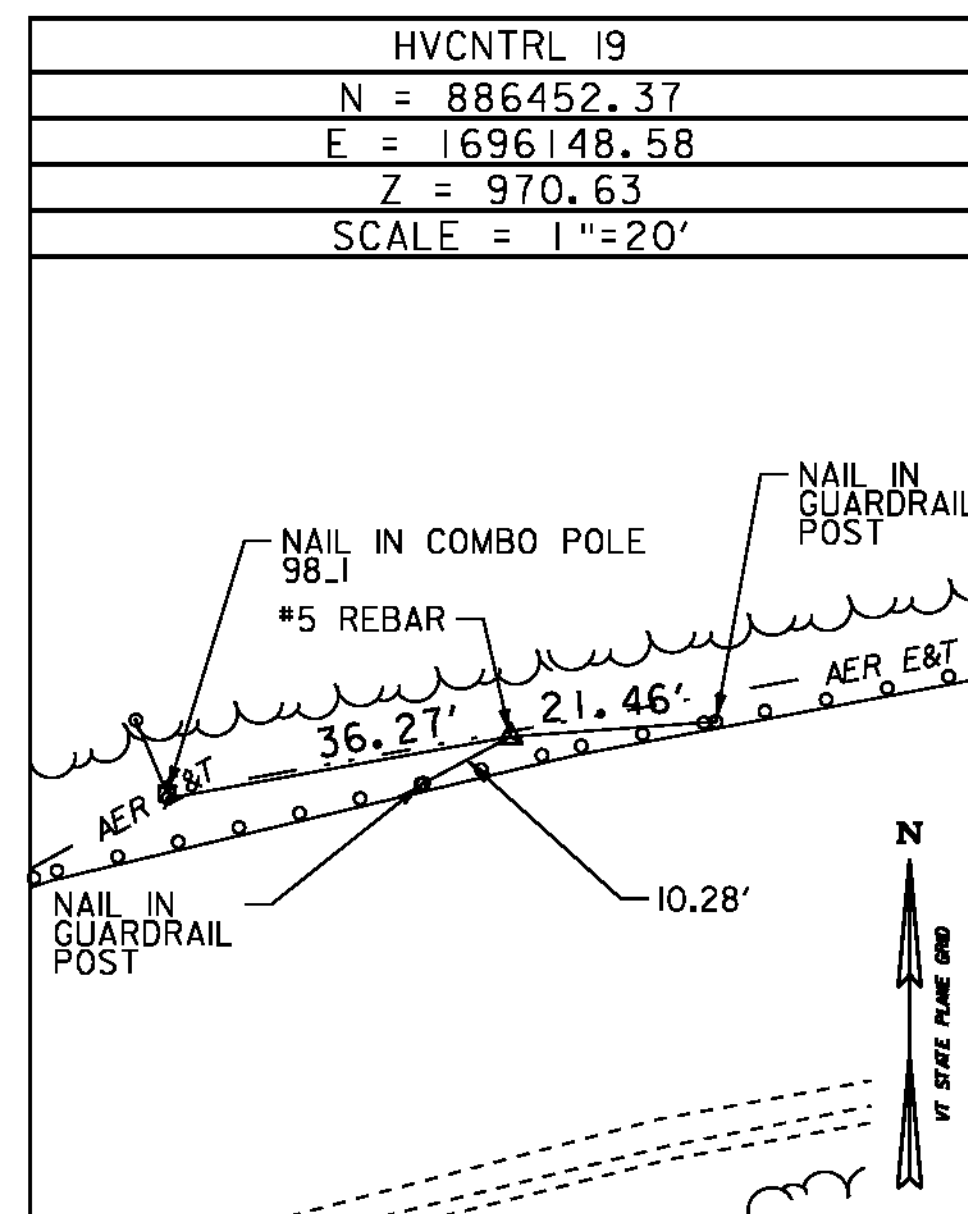 HVCNTRL 19
N = 886452.37
E = 1696148.58
Z = 970.63
SCALE = 1"=20'
NAIL IN
GUARDRAIL
POST
NAIL IN COMBO POLE
98_1
#5 REBAR
AER E&T
21.46'
36.27'
AER E&T
N
NAIL IN
GUARDRAIL
POST
10.28'
VT STATE PLANE GRID